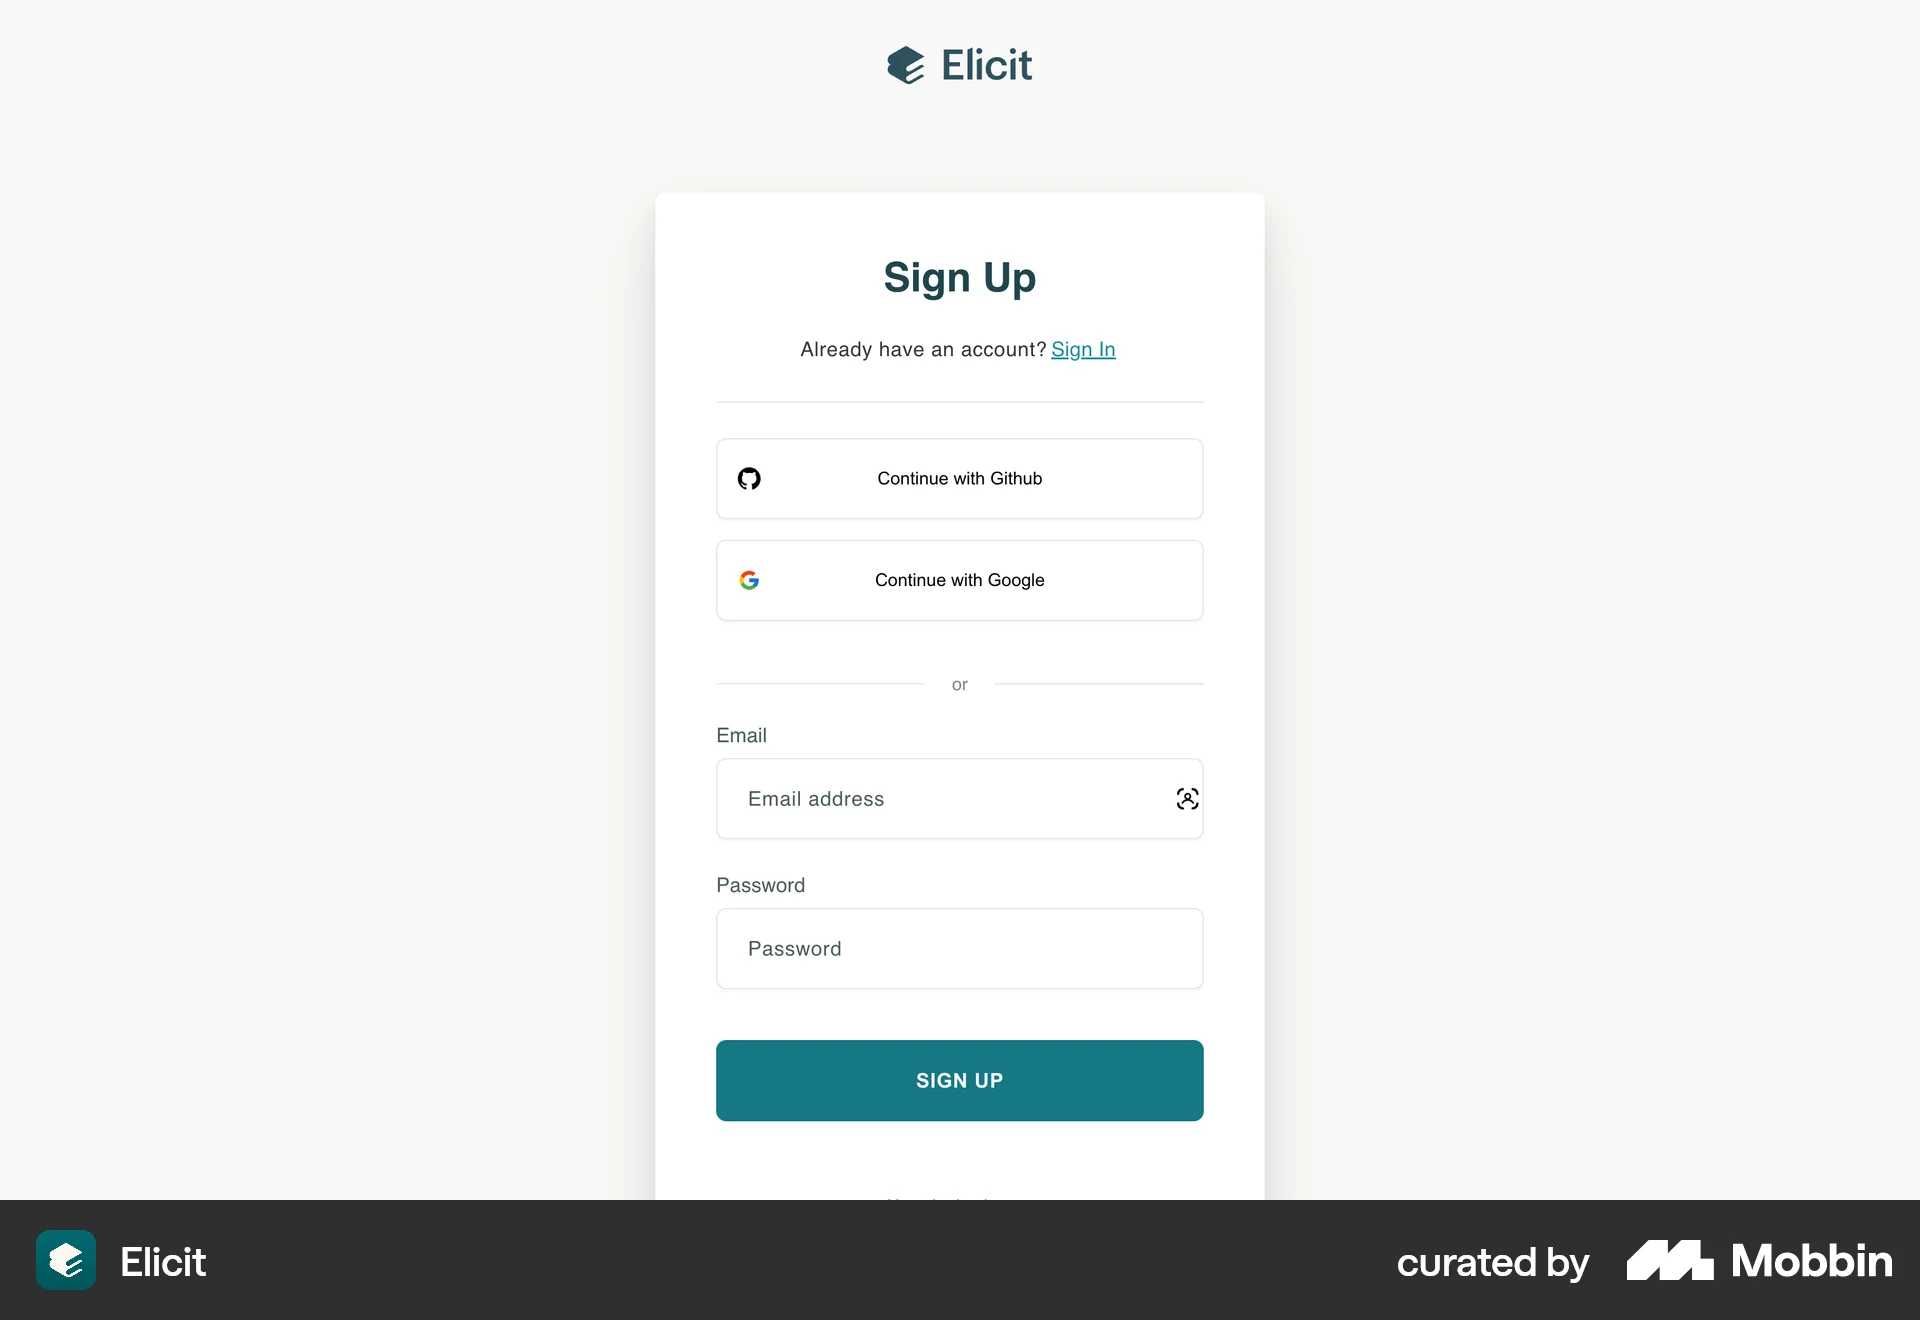 Elicit
Sign Up
Already have an account? Sign In
Continue with Github
Continue with Google
or
Email
Email address
Password
Password
SIGN UP
Elicit
curated by Mobbin